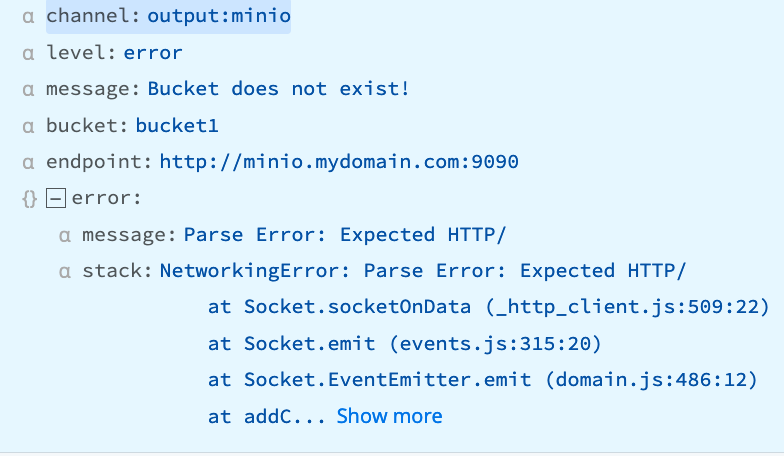 α channel: output:minio
α level: error
α message: Bucket does not exist!
α bucket: bucket1
α endpoint: http://minio.mydomain.com:9090
{} − error:
α message: Parse Error: Expected HTTP/
α stack: NetworkingError: Parse Error: Expected HTTP/
at Socket.socketOnData (_http_client.js:509:22)
at Socket.emit (events.js:315:20)
at Socket.EventEmitter.emit (domain.js:486:12)
at addC... Show more